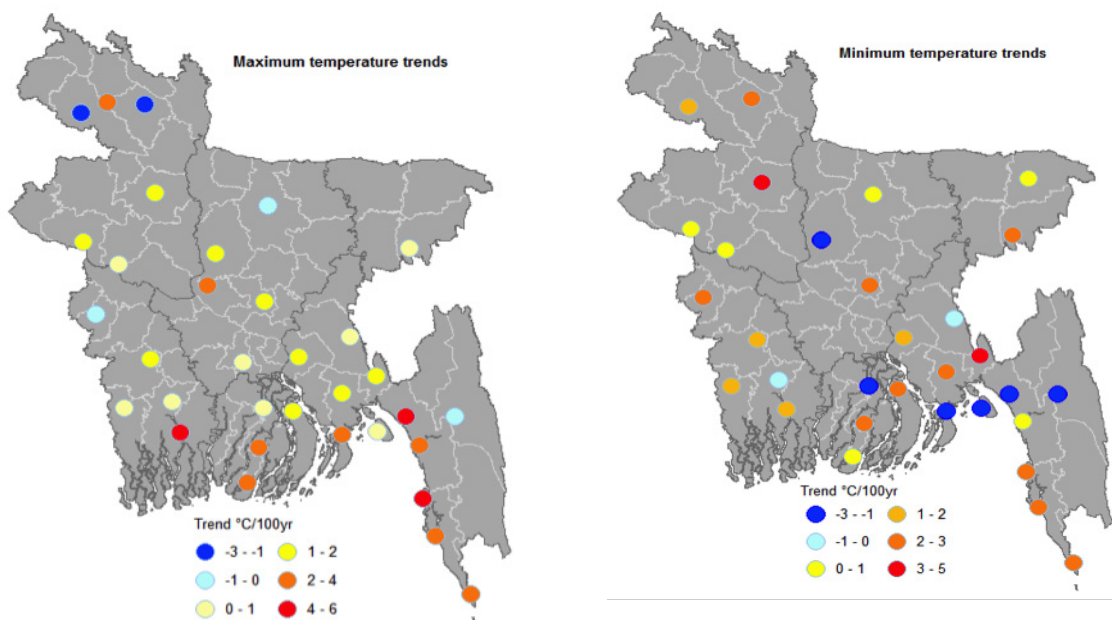 Maximum temperature trends
Trend °C/100yr
-3 - -1
1 - 2
-1 - 0
2 - 4
0 - 1
4 - 6
Minimum temperature trends
Trend °C/100yr
-3 - -1
1 - 2
-1 - 0
2 - 3
0 - 1
3 - 5